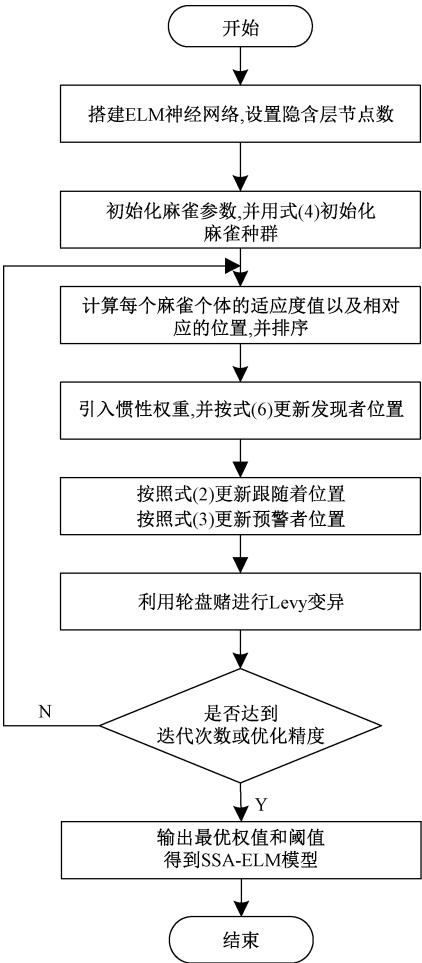 开始
搭建ELM神经网络,设置隐含层节点数
初始化麻雀参数,并用式(4)初始化
麻雀种群
计算每个麻雀个体的适应度值以及相对
应的位置,并排序
引入惯性权重,并按式(6)更新发现者位置
按照式(2)更新跟随着位置
按照式(3)更新预警者位置
利用轮盘赌进行Levy变异
是否达到
迭代次数或优化精度
N
Y
输出最优权值和阈值
得到SSA-ELM模型
结束